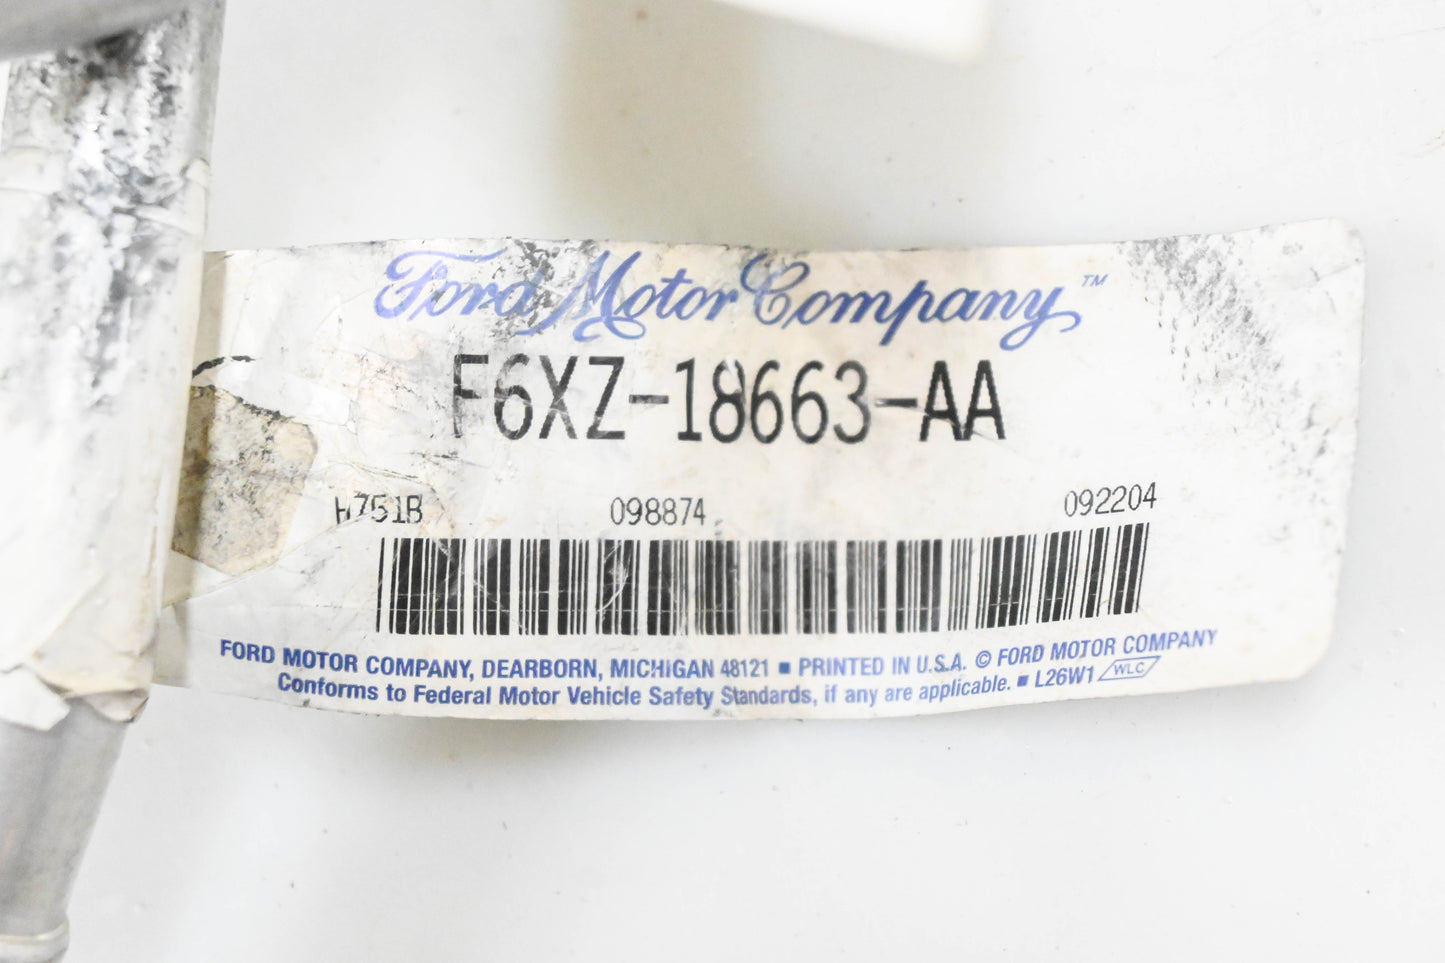 Ford Motor Company™
F6XZ-18663-AA
H751B 098874 092204
FORD MOTOR COMPANY, DEARBORN, MICHIGAN 48121 ■ PRINTED IN U.S.A. © FORD MOTOR COMPANY
Conforms to Federal Motor Vehicle Safety Standards, if any are applicable. ■ L26W1 WLC